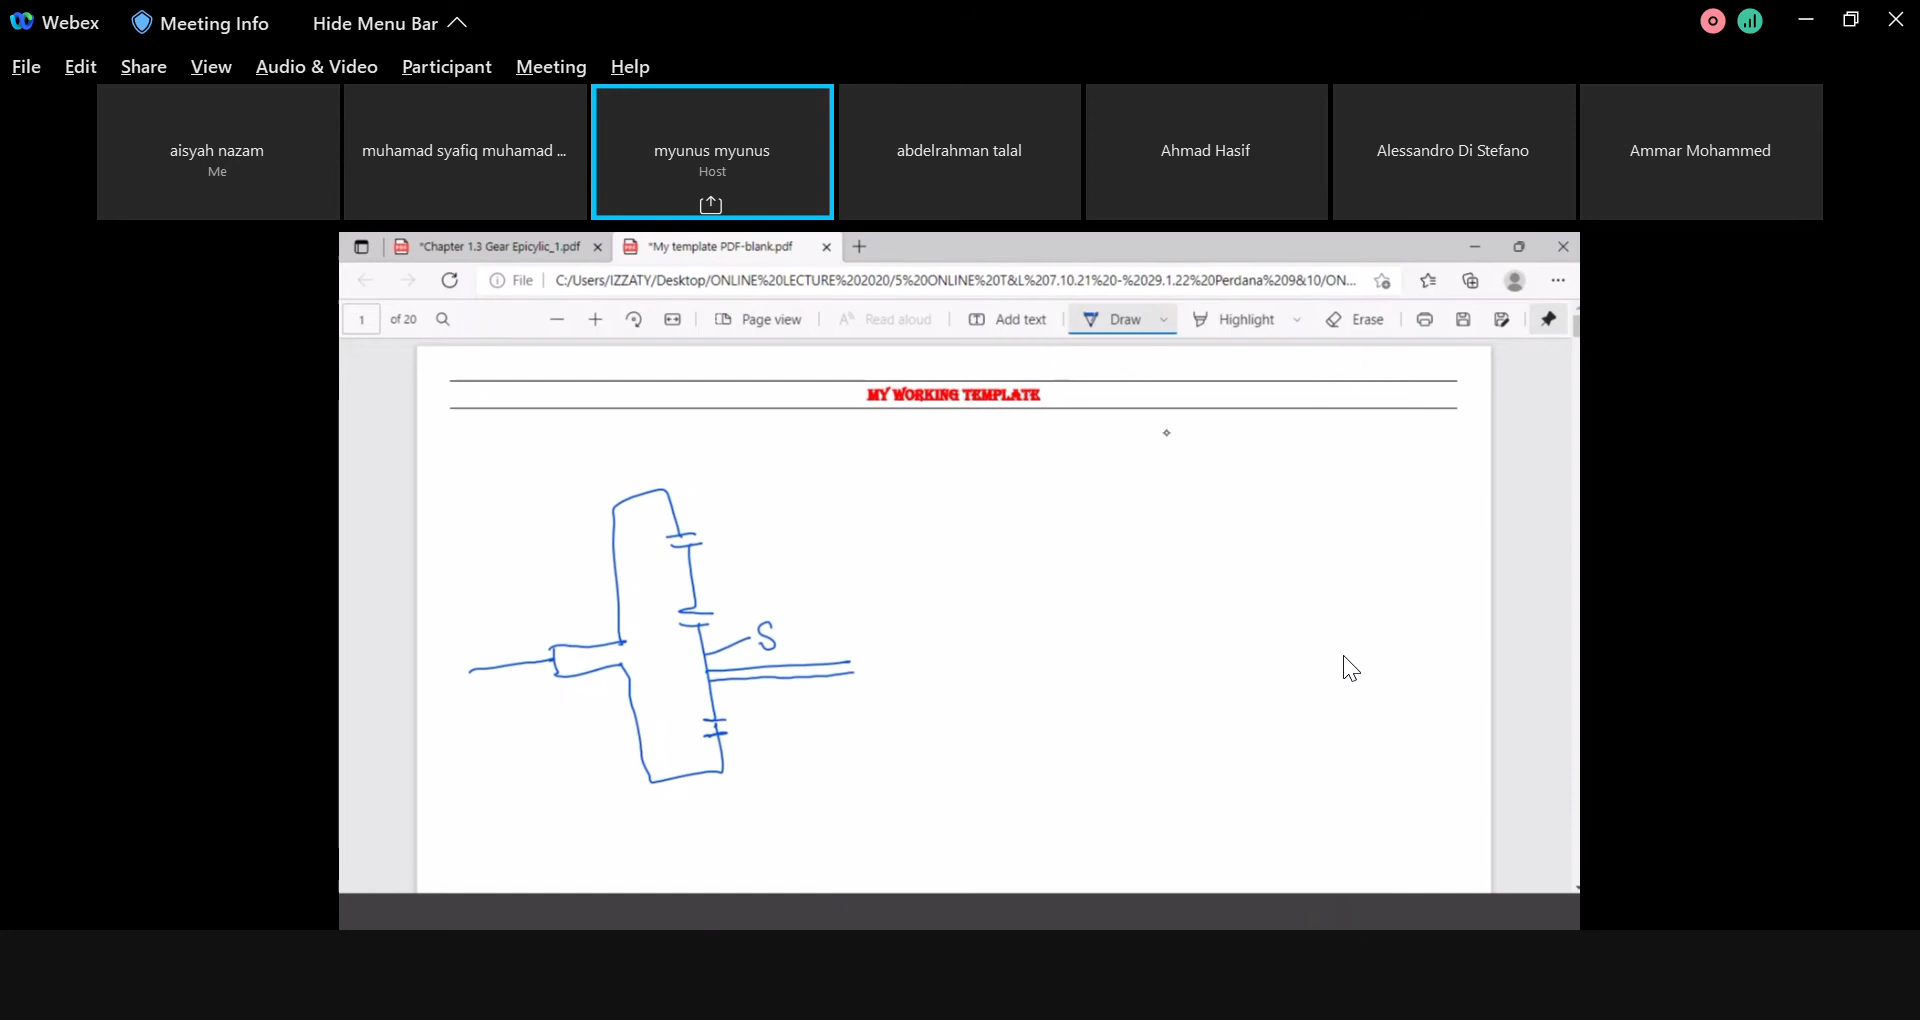 Webex Meeting Info Hide Menu Bar
File Edit Share View Audio & Video Participant Meeting Help
aisyah nazam
Me
muhamad syafiq muhamad ...
myunus myunus
Host
abdelrahman talal
Ahmad Hasif
Alessandro Di Stefano
Ammar Mohammed
*Chapter 1.3 Gear Epicylic_1.pdf
*My template PDF-blank.pdf
File C:/Users/IZZATY/Desktop/ONLINE%20LECTURE%202020/5%20ONLINE%20T&L%207.10.21%20-%2029.1.22%20Perdana%209&10/ON...
1 of 20 Page view Read aloud Add text Draw Highlight Erase
MY WORKING TEMPLATE
S